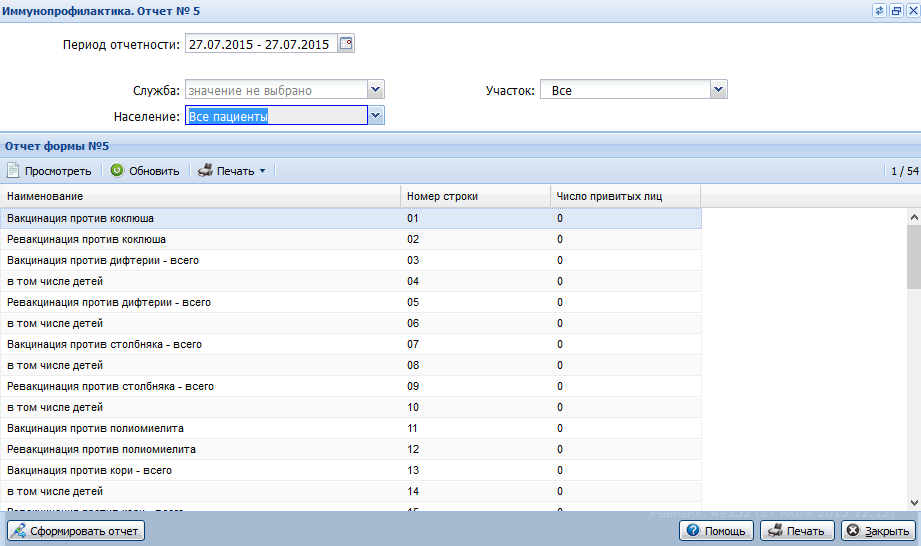 Иммунопрофилактика. Отчет № 5
Период отчетности: 27.07.2015 - 27.07.2015
Служба: значение не выбрано Участок: Все
Население: Все пациенты
Отчет формы №5
Просмотреть Обновить Печать 1 / 54
Наименование Номер строки Число привитых лиц
Вакцинация против коклюша 01 0
Ревакцинация против коклюша 02 0
Вакцинация против дифтерии - всего 03 0
в том числе детей 04 0
Ревакцинация против дифтерии - всего 05 0
в том числе детей 06 0
Вакцинация против столбняка - всего 07 0
в том числе детей 08 0
Ревакцинация против столбняка - всего 09 0
в том числе детей 10 0
Вакцинация против полиомиелита 11 0
Ревакцинация против полиомиелита 12 0
Вакцинация против кори - всего 13 0
в том числе детей 14 0
Сформировать отчет Помощь Печать Закрыть